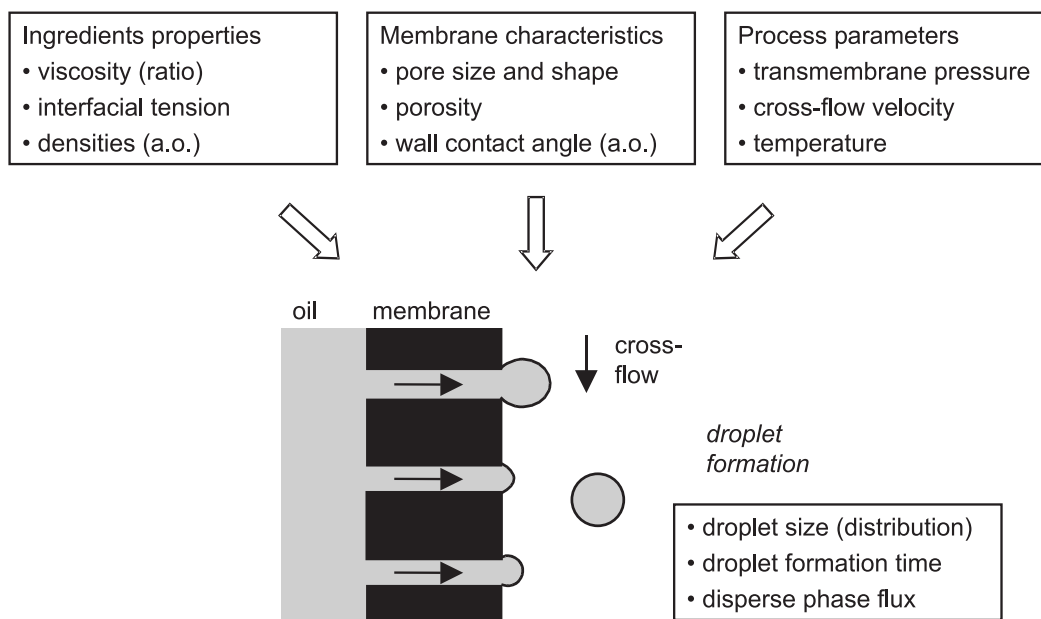 Ingredients properties
• viscosity (ratio)
• interfacial tension
• densities (a.o.)
Membrane characteristics
• pore size and shape
• porosity
• wall contact angle (a.o.)
Process parameters
• transmembrane pressure
• cross-flow velocity
• temperature
oil
membrane
cross-
flow
droplet
formation
• droplet size (distribution)
• droplet formation time
• disperse phase flux